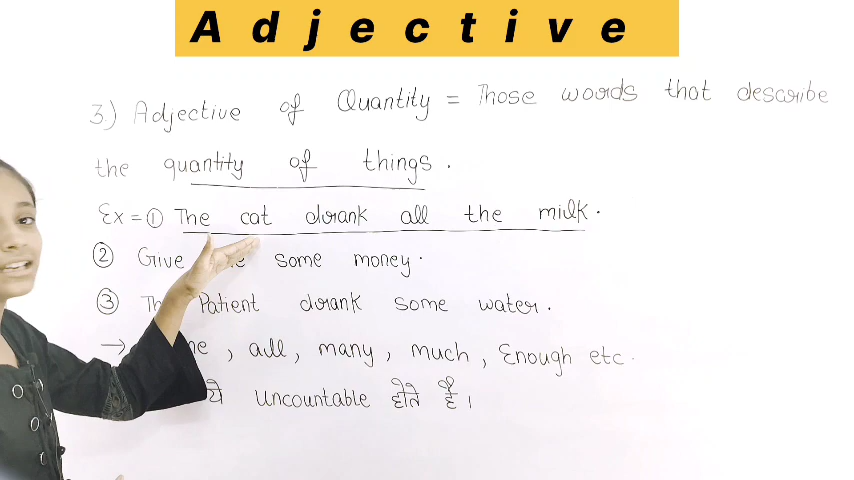 Adjective
3) Adjective of Quantity = Those words that describe
the quantity of things.
Ex = ① The cat drank all the milk.
② Give some money.
③ Patient drank some water.
→ , all, many, much, Enough etc.
ये Uncountable होते है।